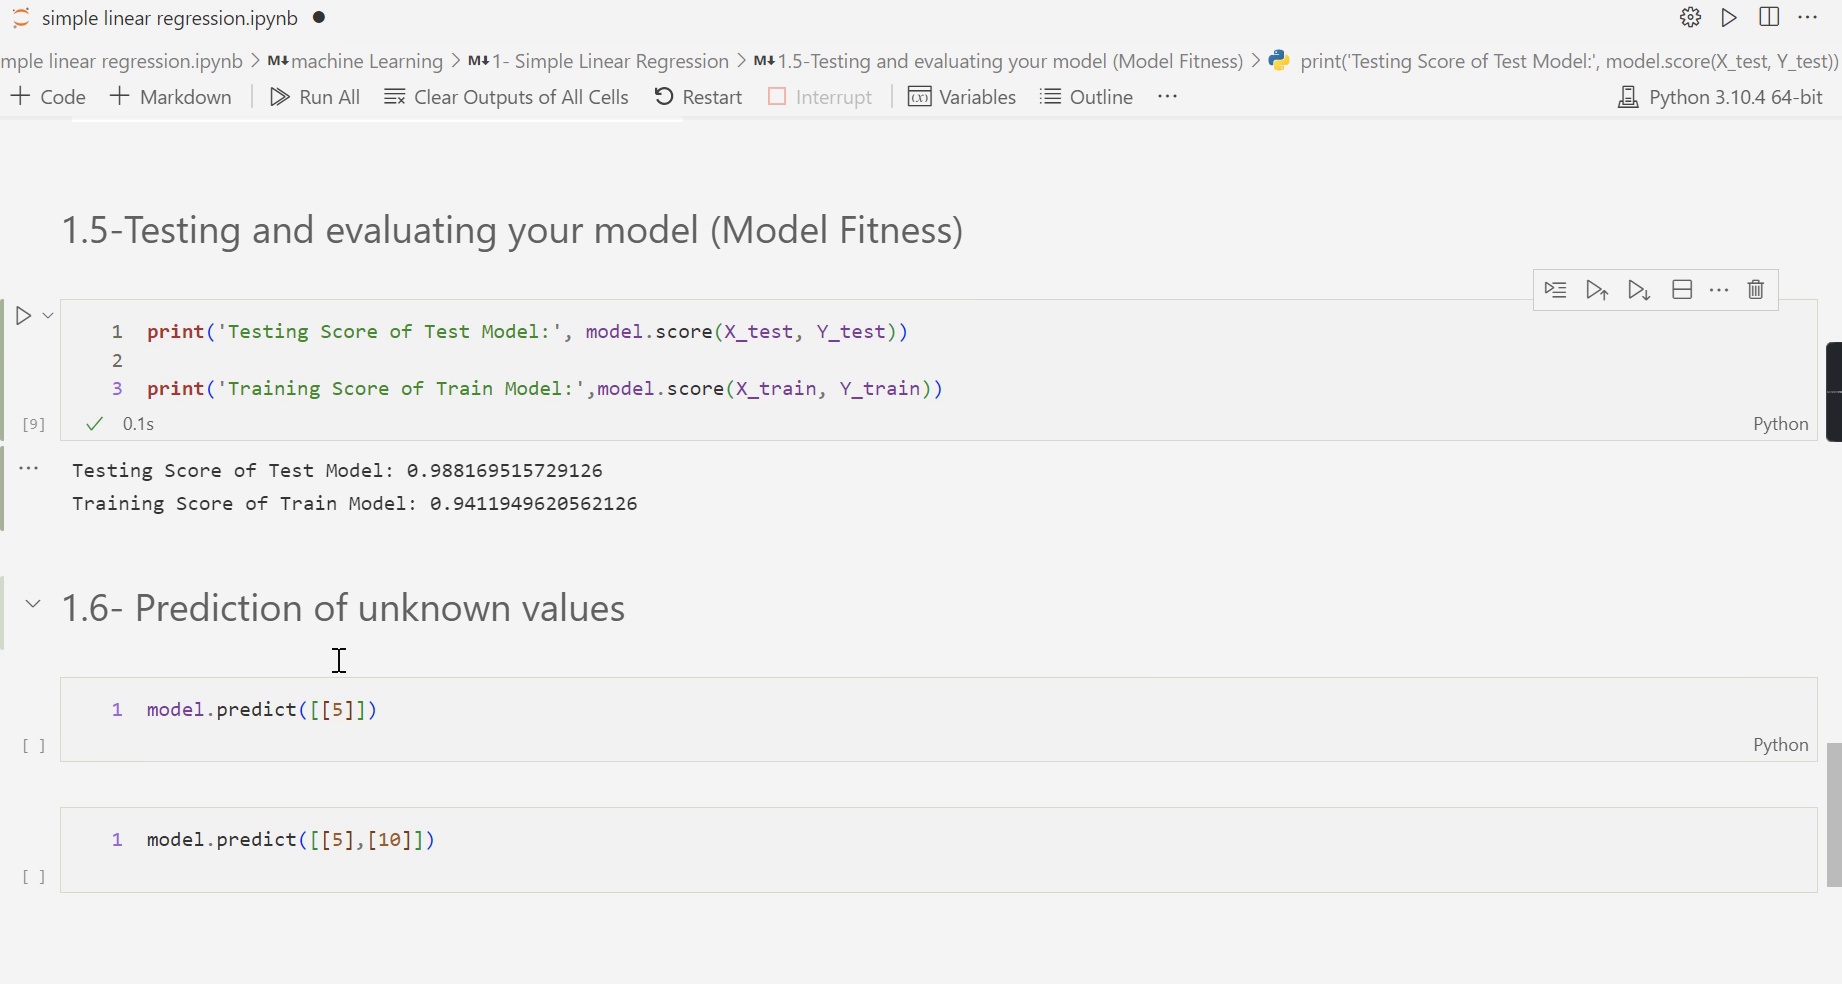 simple linear regression.ipynb
mple linear regression.ipynb > M↓machine Learning > M↓1- Simple Linear Regression > M↓1.5-Testing and evaluating your model (Model Fitness) > print('Testing Score of Test Model:', model.score(X_test, Y_test))
+ Code + Markdown Run All Clear Outputs of All Cells Restart Interrupt Variables Outline ··· Python 3.10.4 64-bit
1.5-Testing and evaluating your model (Model Fitness)
1 print('Testing Score of Test Model:', model.score(X_test, Y_test))
2
3 print('Training Score of Train Model:',model.score(X_train, Y_train))
[9] ✓ 0.1s Python
··· Testing Score of Test Model: 0.988169515729126
Training Score of Train Model: 0.9411949620562126
1.6- Prediction of unknown values
1 model.predict([[5]])
[ ] Python
1 model.predict([[5],[10]])
[ ]